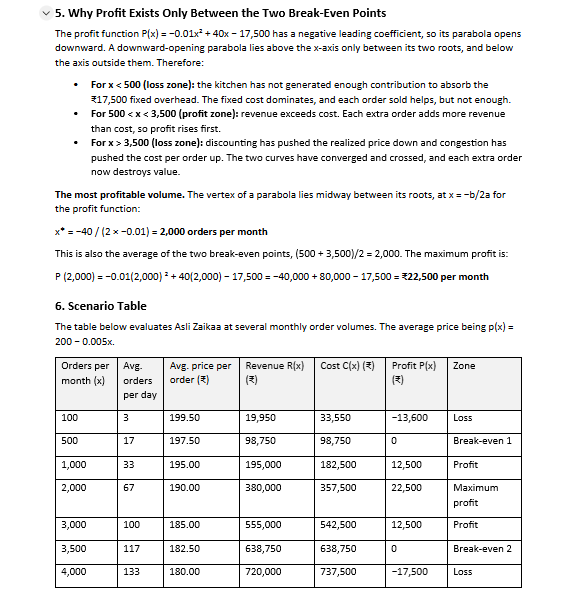 5. Why Profit Exists Only Between the Two Break-Even Points
The profit function P(x) = −0.01x² + 40x − 17,500 has a negative leading coefficient, so its parabola opens
downward. A downward-opening parabola lies above the x-axis only between its two roots, and below
the axis outside them. Therefore:
• For x < 500 (loss zone): the kitchen has not generated enough contribution to absorb the
₹17,500 fixed overhead. The fixed cost dominates, and each order sold helps, but not enough.
• For 500 < x < 3,500 (profit zone): revenue exceeds cost. Each extra order adds more revenue
than cost, so profit rises first.
• For x > 3,500 (loss zone): discounting has pushed the realized price down and congestion has
pushed the cost per order up. The two curves have converged and crossed, and each extra order
now destroys value.
The most profitable volume. The vertex of a parabola lies midway between its roots, at x = −b/2a for
the profit function:
x* = −40 / (2 × −0.01) = 2,000 orders per month
This is also the average of the two break-even points, (500 + 3,500)/2 = 2,000. The maximum profit is:
P (2,000) = −0.01(2,000) ² + 40(2,000) − 17,500 = −40,000 + 80,000 − 17,500 = ₹22,500 per month
6. Scenario Table
The table below evaluates Asli Zaikaa at several monthly order volumes. The average price being p(x) =
200 − 0.005x.
Orders per month (x) Avg. orders per day Avg. price per order (₹) Revenue R(x) (₹) Cost C(x) (₹) Profit P(x) (₹) Zone
100 3 199.50 19,950 33,550 −13,600 Loss
500 17 197.50 98,750 98,750 0 Break-even 1
1,000 33 195.00 195,000 182,500 12,500 Profit
2,000 67 190.00 380,000 357,500 22,500 Maximum profit
3,000 100 185.00 555,000 542,500 12,500 Profit
3,500 117 182.50 638,750 638,750 0 Break-even 2
4,000 133 180.00 720,000 737,500 −17,500 Loss